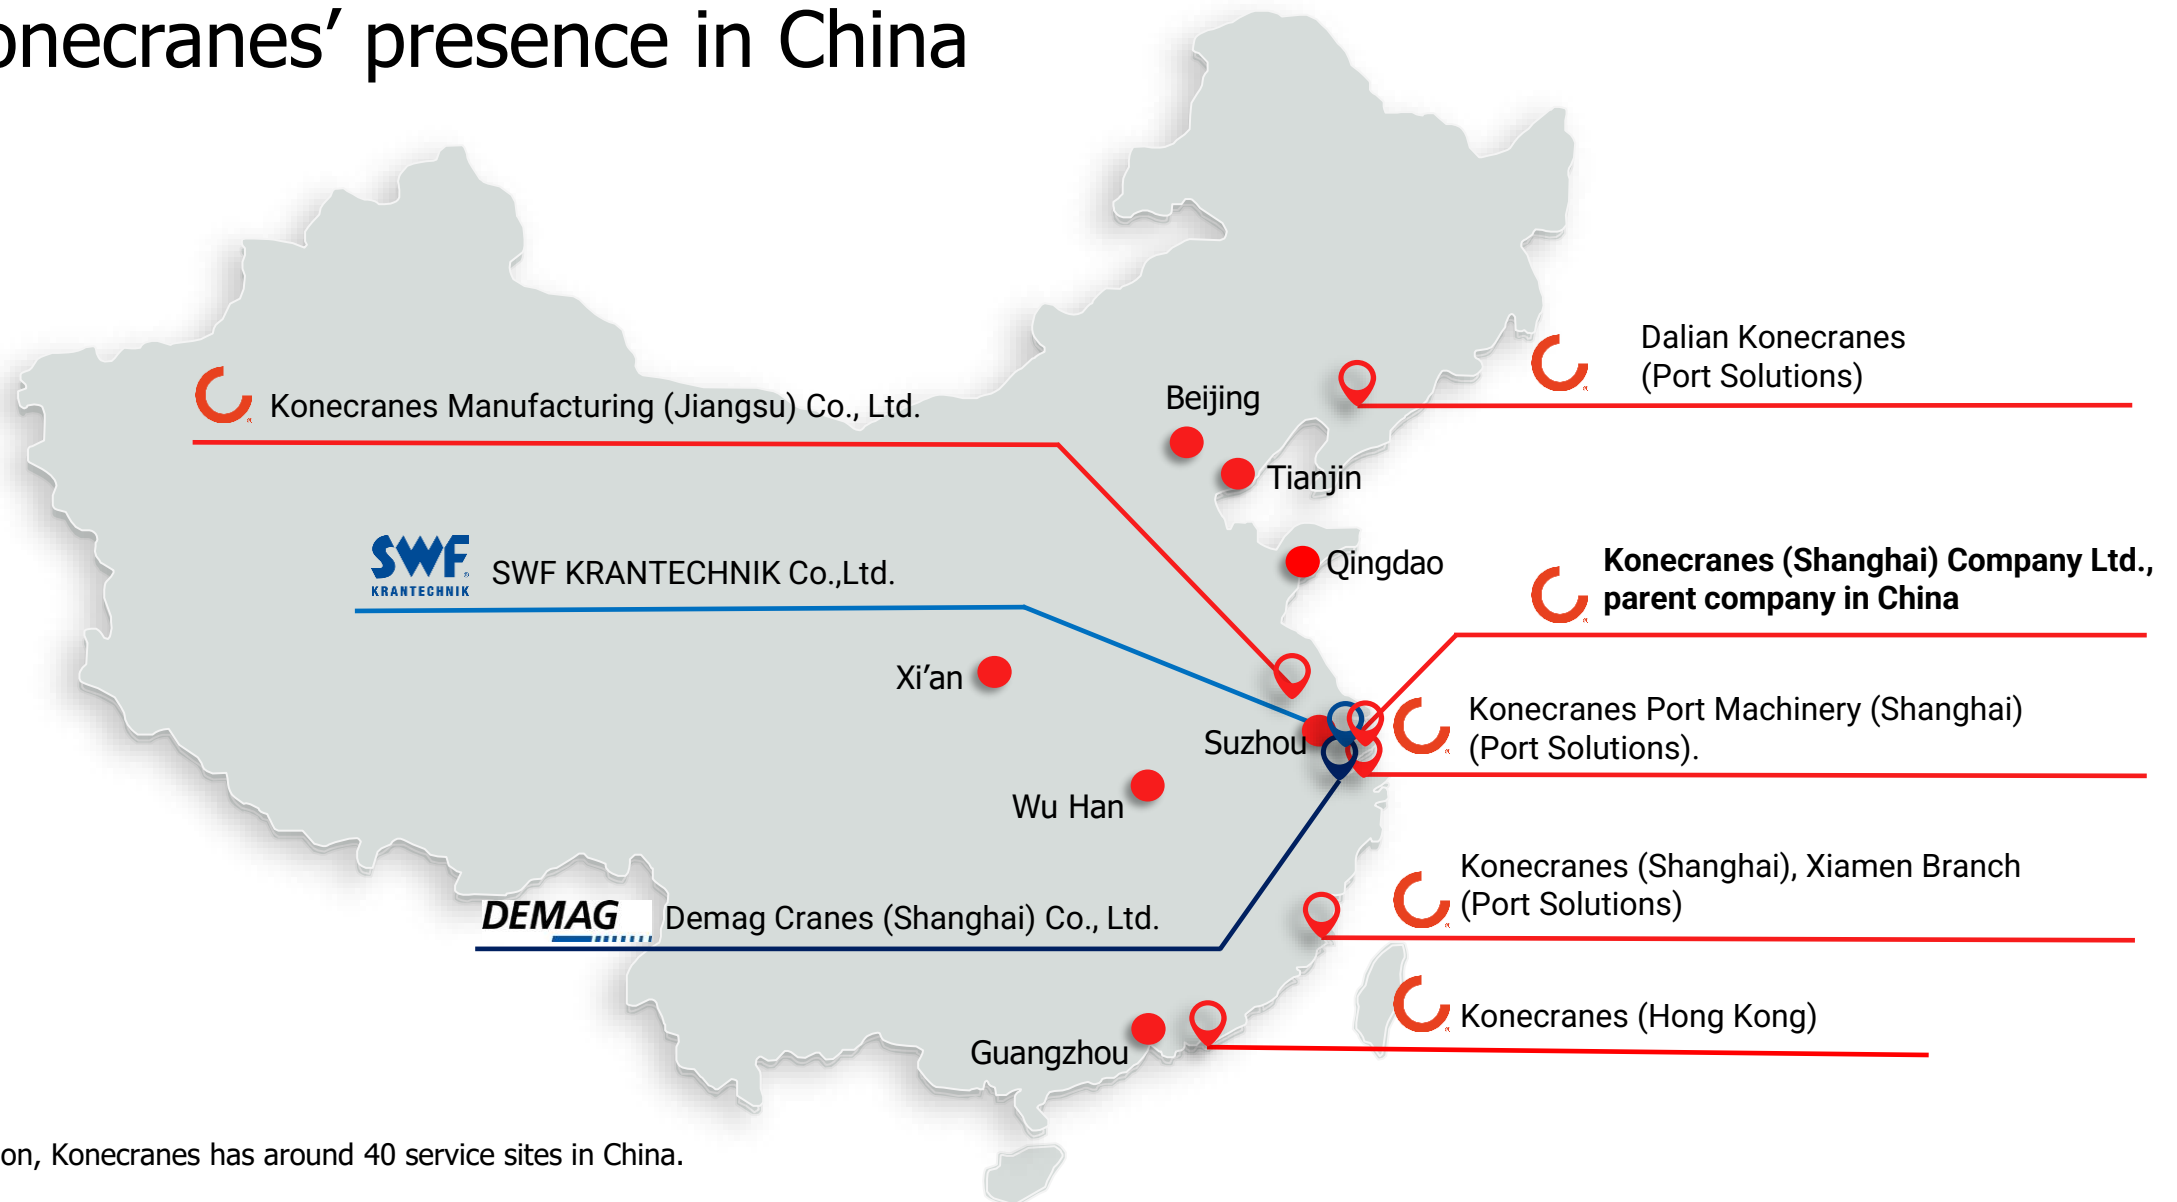 onecranes’ presence in China
Dalian Konecranes
(Port Solutions)
Beijing
Konecranes Manufacturing (Jiangsu) Co., Ltd.
Tianjin
SWF
KRANTECHNIK
SWF KRANTECHNIK Co.,Ltd.
Qingdao
Konecranes (Shanghai) Company Ltd.,
parent company in China
Xi’an
Konecranes Port Machinery (Shanghai)
(Port Solutions).
Suzhou
Wu Han
Konecranes (Shanghai), Xiamen Branch
(Port Solutions)
DEMAG
Demag Cranes (Shanghai) Co., Ltd.
Konecranes (Hong Kong)
Guangzhou
on, Konecranes has around 40 service sites in China.